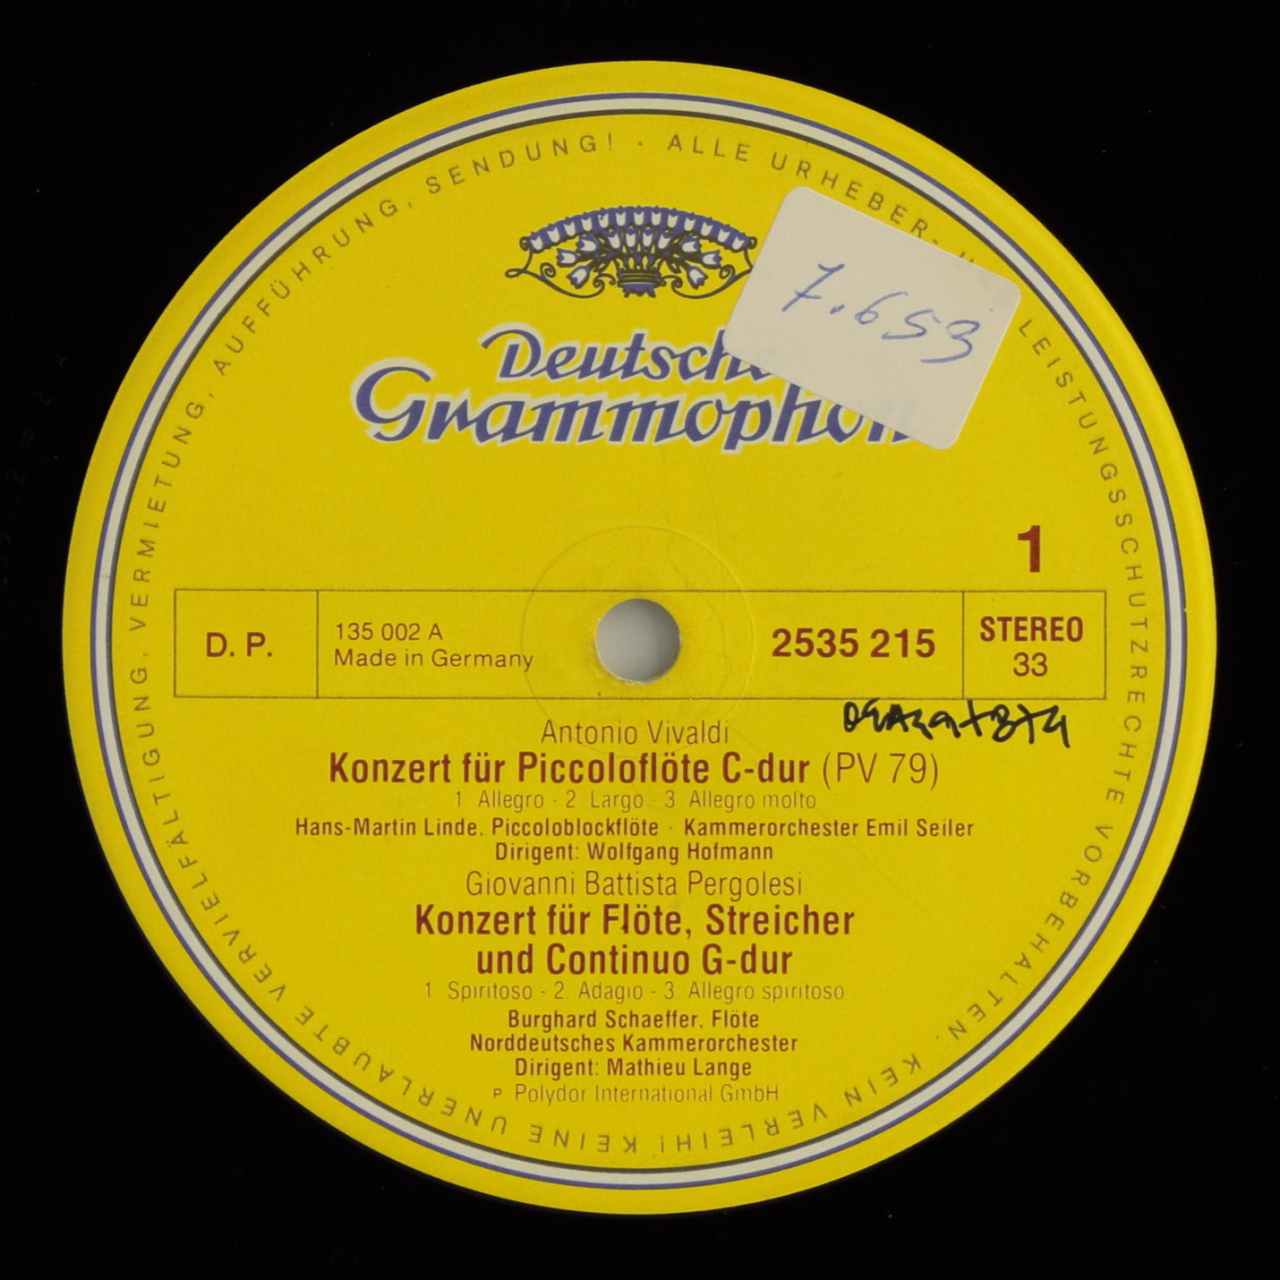 ALLE URHEBER- LEISTUNGSSCHUTZRECHTE VORBEHALTEN. KEIN VERLEIH! KEINE UNERLAUBTE VERVIELFÄLTIGUNG, VERMIETUNG, AUFFÜHRUNG, SENDUNG! ·
Deutsche
Grammophon
7.653
1
D. P.
135 002 A
Made in Germany
2535 215
STEREO
33
Antonio Vivaldi
Konzert für Piccoloflöte C-dur (PV 79)
1 Allegro - 2 Largo - 3 Allegro molto
Hans-Martin Linde, Piccoloblockflöte · Kammerorchester Emil Seiler
Dirigent: Wolfgang Hofmann
Giovanni Battista Pergolesi
Konzert für Flöte, Streicher
und Continuo G-dur
1 Spiritoso - 2. Adagio - 3. Allegro spiritoso
Burghard Schaeffer, Flöte
Norddeutsches Kammerorchester
Dirigent: Mathieu Lange
℗ Polydor International GmbH